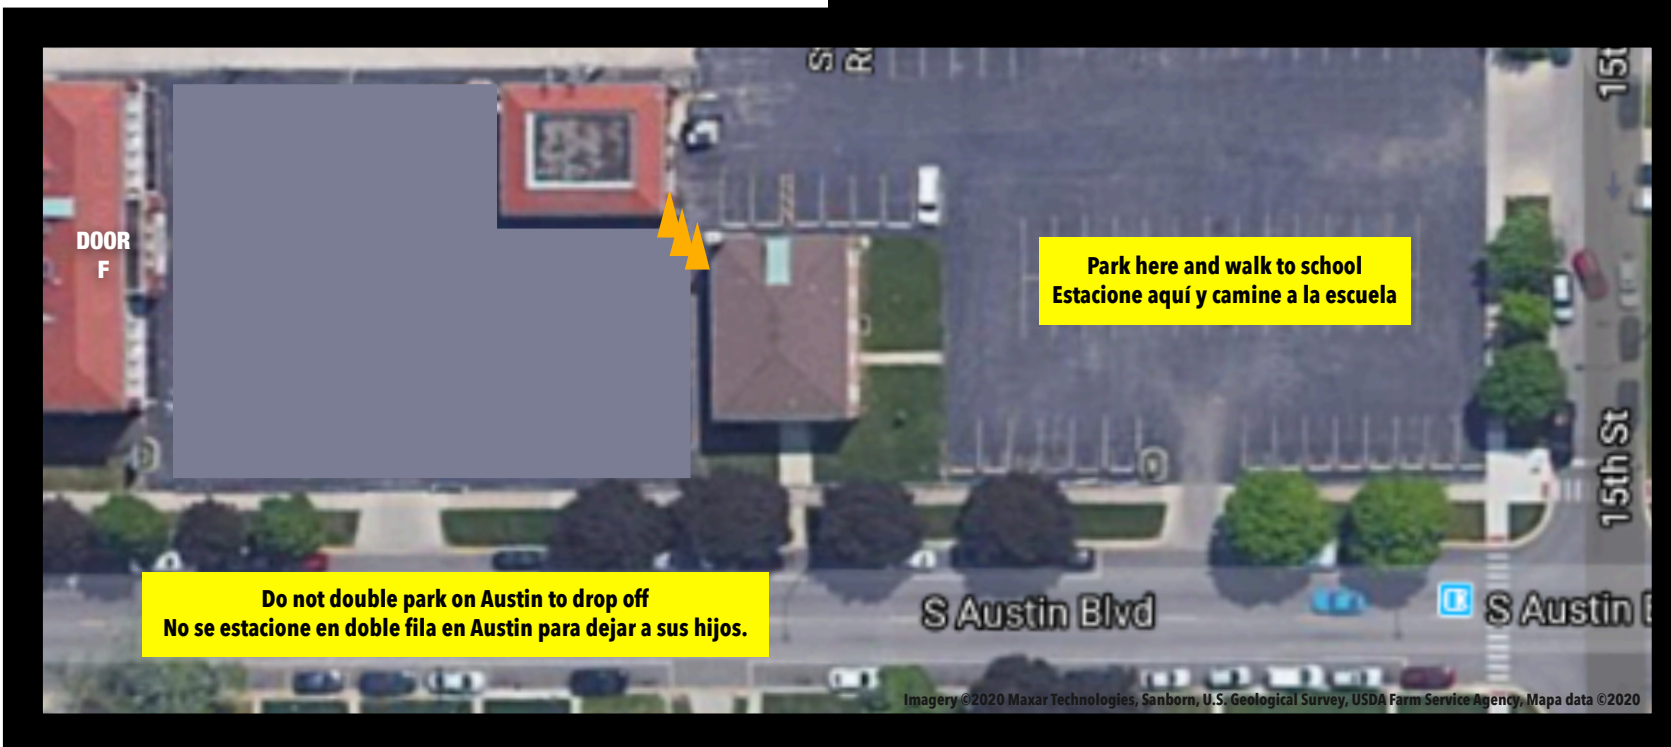 S
R
15t
DOOR
F
Park here and walk to school
Estacione aquí y camine a la escuela
15th St
Do not double park on Austin to drop off
No se estacione en doble fila en Austin para dejar a sus hijos.
S Austin Blvd
S Austin B
Imagery ©2020 Maxar Technologies, Sanborn, U.S. Geological Survey, USDA Farm Service Agency, Mapa data ©2020